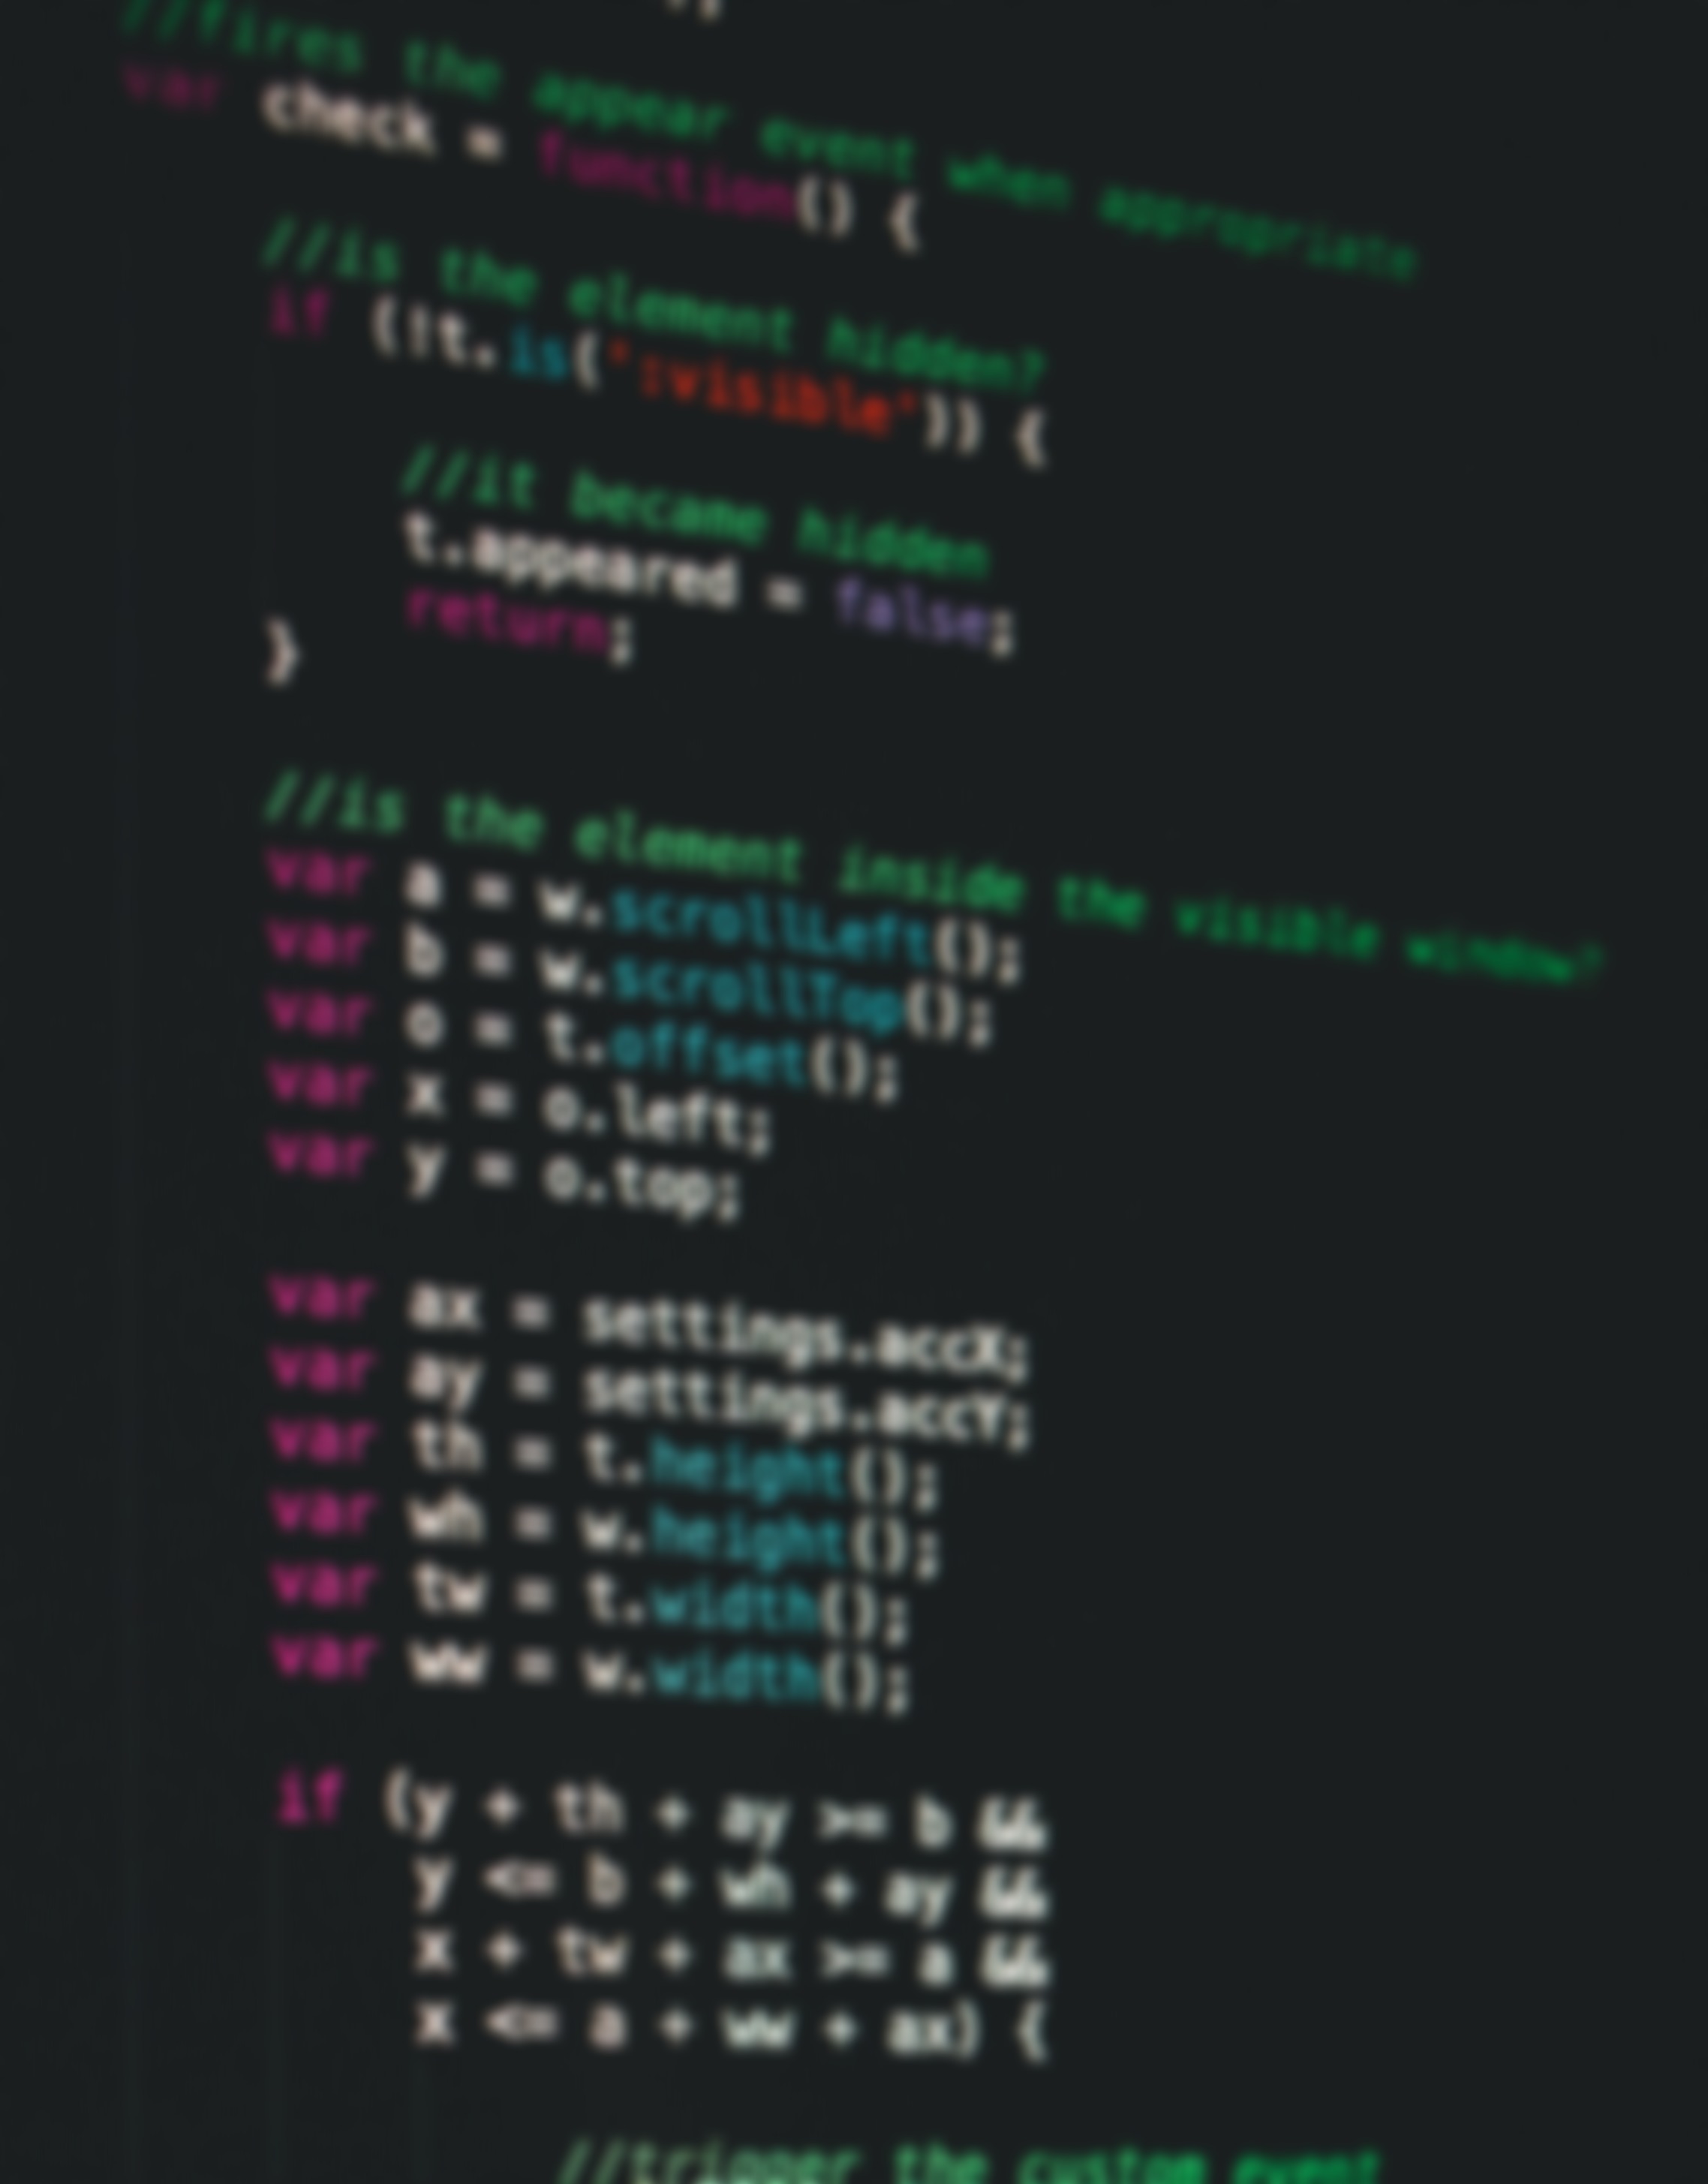 //fires the appear event when appropriate
var check = function() {
//is the element hidden?
if (!t.is(':visible')) {
//it became hidden
t.appeared = false;
return;
}
//is the element inside the visible window?
var a = w.scrollLeft();
var b = w.scrollTop();
var o = t.offset();
var x = o.left;
var y = o.top;
var ax = settings.accX;
var ay = settings.accY;
var th = t.height();
var wh = w.height();
var tw = t.width();
var ww = w.width();
if (y + th + ay >= b &&
y <= b + wh + ay &&
x + tw + ax >= a &&
x <= a + ww + ax) {
//trigger the custom event